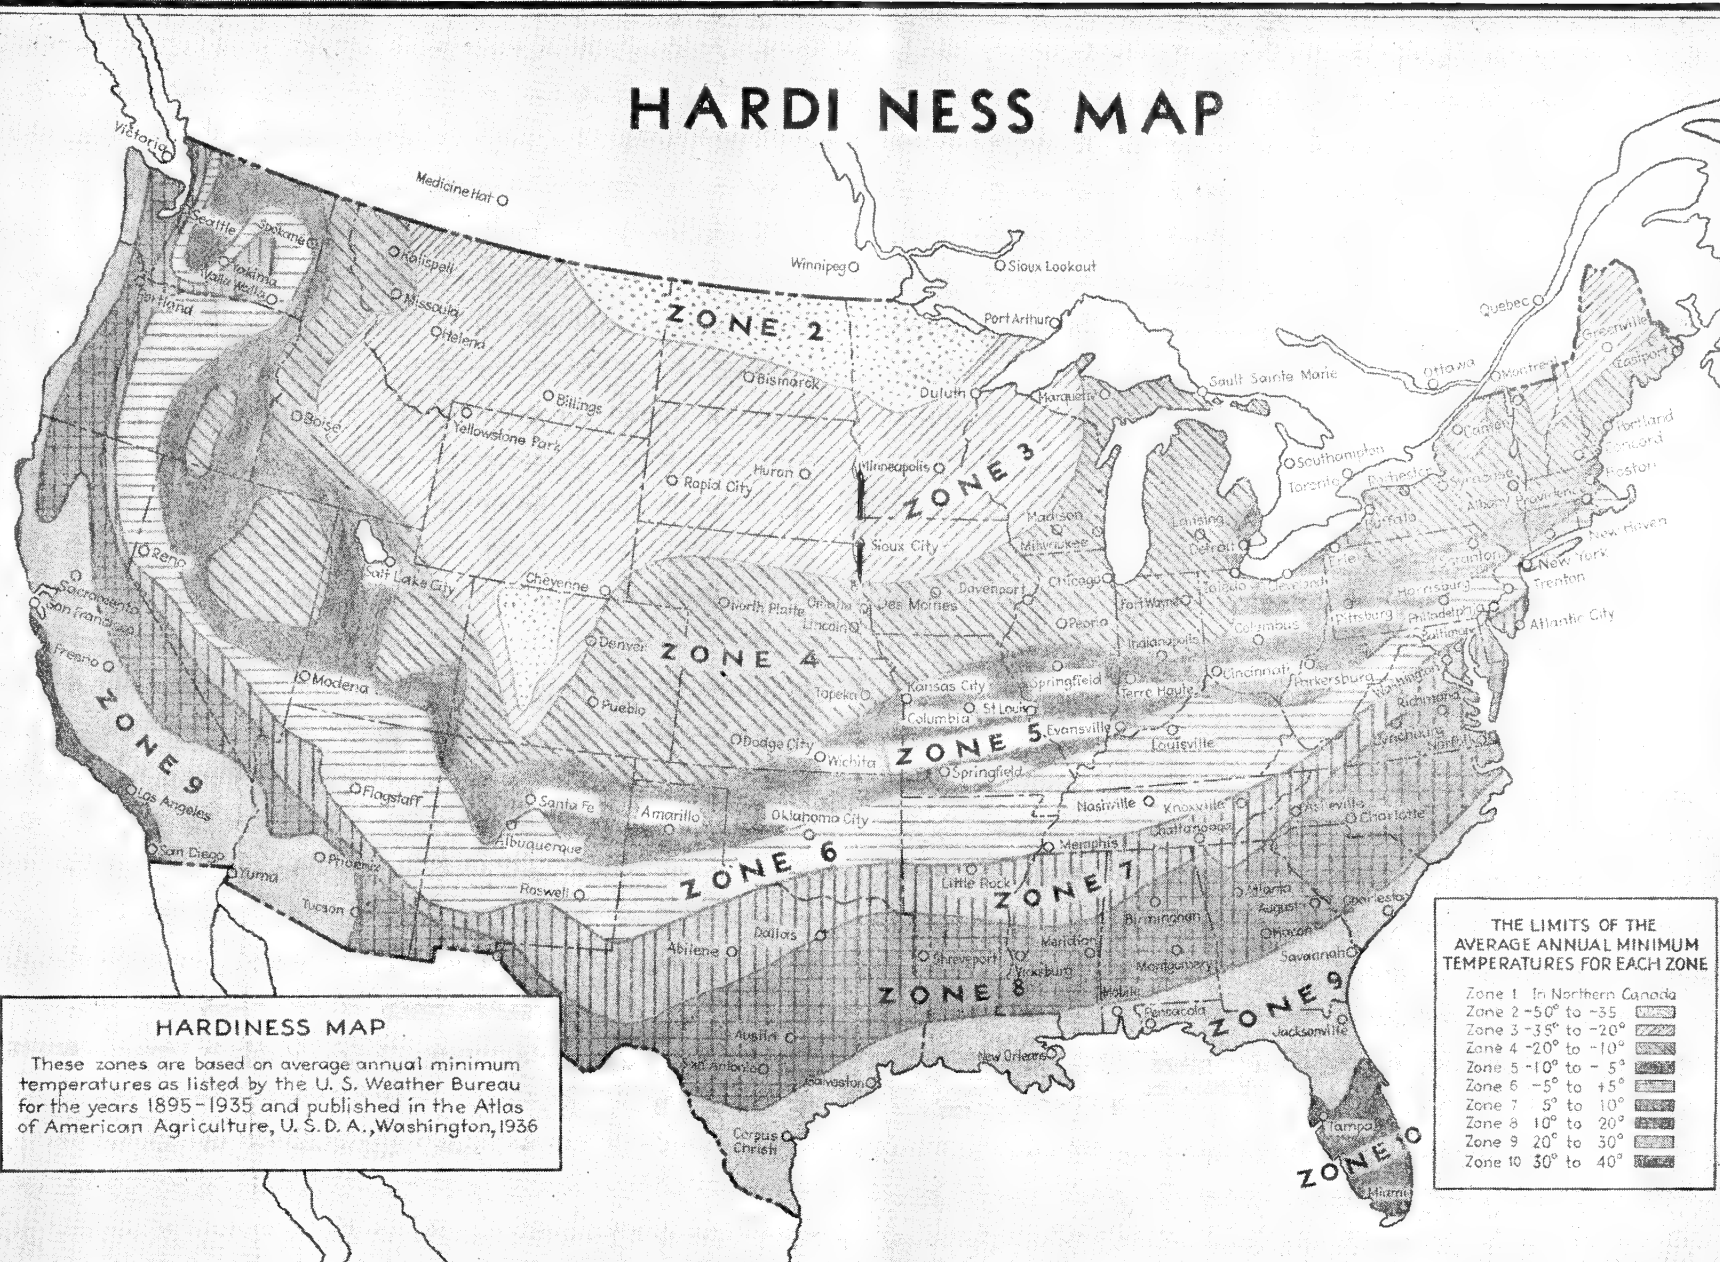 HARDINESS MAP
Victoria
Medicine Hat
Winnipeg
Sioux Lookout
Port Arthur
Quebec
Ottawa
Montreal
Sault Sainte Marie
Greenville
Eastport
Seattle
Spokane
Yakima
Walla Walla
Portland
Kalispell
Missoula
Helena
ZONE 2
Bismarck
Duluth
Marquette
Billings
Boise
Yellowstone Park
Huron
Rapid City
Minneapolis
ZONE 3
Southampton
Toronto
Rochester
Syracuse
Canton
Portland
Concord
Boston
Albany
Providence
Buffalo
New Haven
Madison
Milwaukee
Lansing
Detroit
Sioux City
Reno
Salt Lake City
Cheyenne
Sacramento
San Francisco
North Platte
Omaha
Des Moines
Davenport
Chicago
Lincoln
Fort Wayne
Toledo
Cleveland
Erie
Scranton
New York
Trenton
Harrisburg
Pittsburg
Philadelphia
Baltimore
Atlantic City
Peoria
Indianapolis
Columbus
Denver
ZONE 4
Fresno
Modena
Pueblo
Topeka
Kansas City
Springfield
Terre Haute
Cincinnati
Parkersburg
Washington
Richmond
Columbia
St Louis
Evansville
Louisville
Lynchburg
Norfolk
ZONE 9
Dodge City
Wichita
ZONE 5
Springfield
Los Angeles
Flagstaff
Santa Fe
Amarillo
Oklahoma City
Nashville
Knoxville
Asheville
Charlotte
Albuquerque
Chattanooga
Memphis
San Diego
Phoenix
Yuma
ZONE 6
Roswell
Little Rock
ZONE 7
Tucson
Birmingham
Atlanta
August
Charleston
Abilene
Dallas
Shreveport
Vicksburg
Meridian
Macon
Montgomery
Savannah
ZONE 8
Mobile
Pensacola
ZONE 9
Jacksonville
Austin
San Antonio
New Orleans
Galveston
Corpus
Christi
Tampa
ZONE 10
Miami
HARDINESS MAP
These zones are based on average annual minimum
temperatures as listed by the U. S. Weather Bureau
for the years 1895-1935 and published in the Atlas
of American Agriculture, U. S. D. A., Washington, 1936
THE LIMITS OF THE
AVERAGE ANNUAL MINIMUM
TEMPERATURES FOR EACH ZONE
Zone 1 In Northern Canada
Zone 2 -50° to -35
Zone 3 -35° to -20°
Zone 4 -20° to -10°
Zone 5 -10° to -5°
Zone 6 -5° to +5°
Zone 7 5° to 10°
Zone 8 10° to 20°
Zone 9 20° to 30°
Zone 10 30° to 40°